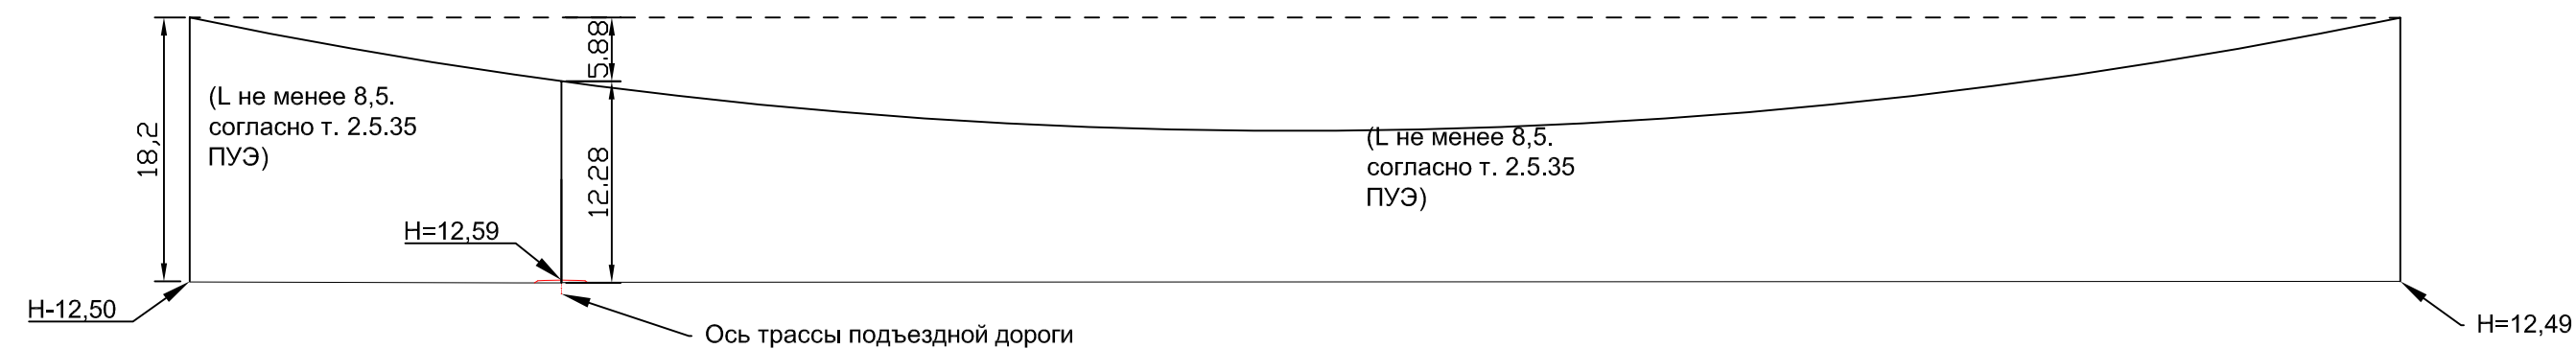 5.88
(L не менее 8,5.
согласно т. 2.5.35
ПУЭ)
18,2
(L не менее 8,5.
согласно т. 2.5.35
ПУЭ)
12.28
Н=12,59
Н-12,50
Ось трассы подъездной дороги
Н=12,49